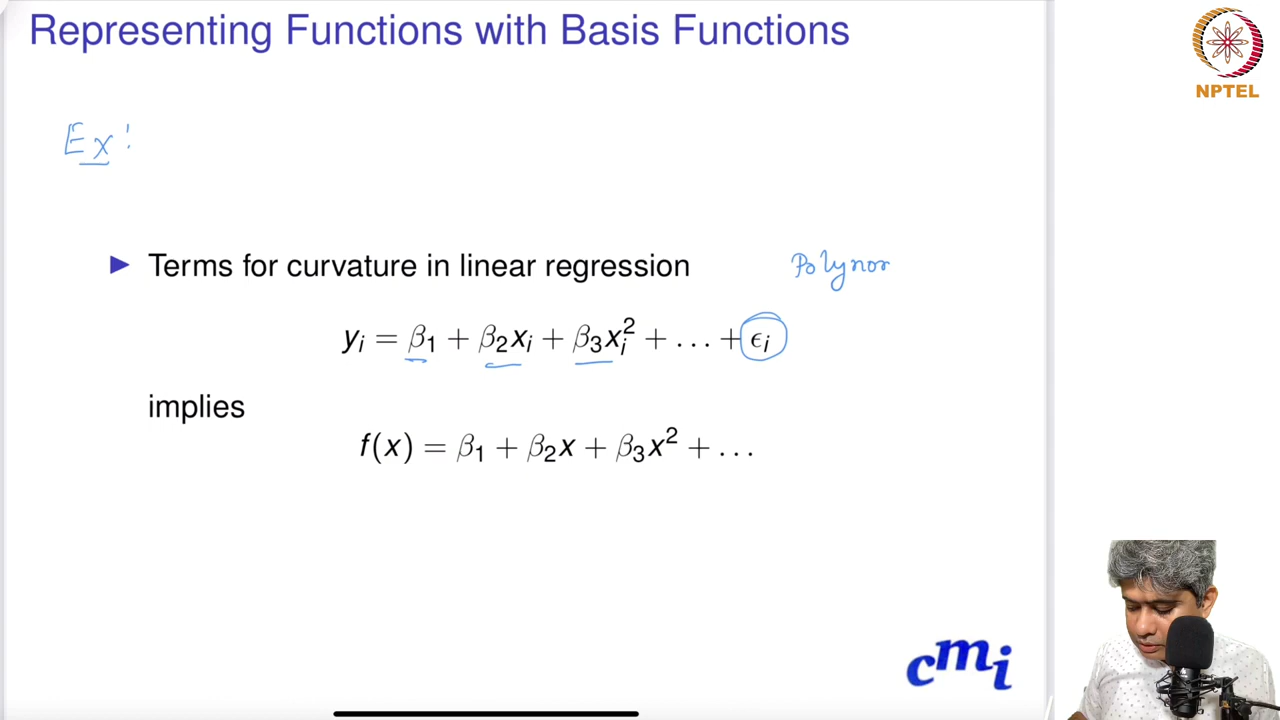 Representing Functions with Basis Functions
NPTEL
Ex:
► Terms for curvature in linear regression Polynor
yᵢ = β₁ + β₂xᵢ + β₃xᵢ² + … + ϵᵢ
implies
f(x) = β₁ + β₂x + β₃x² + …
cmi